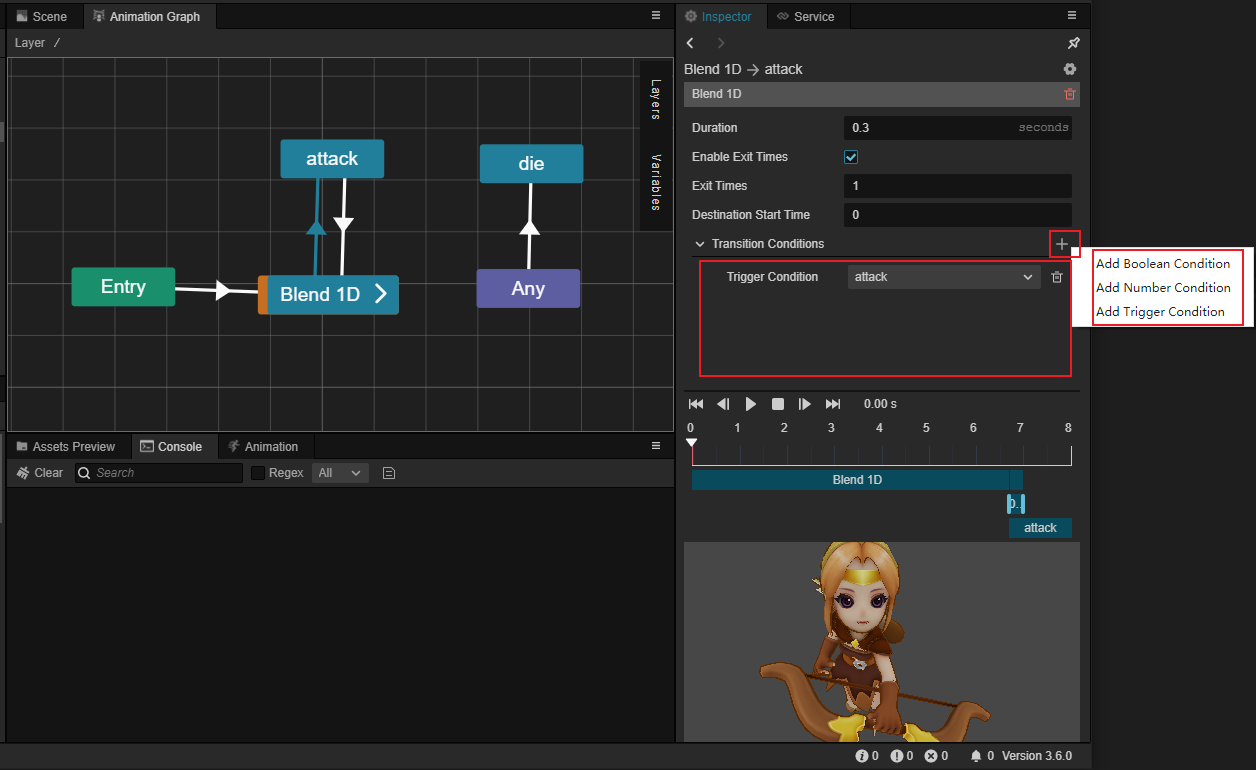 Scene
Animation Graph
Layer /
Layers
Variables
attack
die
Entry
Blend 1D
Any
Assets Preview
Console
Animation
Clear
Search
Regex
All
Inspector
Service
Blend 1D → attack
Blend 1D
Duration 0.3 seconds
Enable Exit Times
Exit Times 1
Destination Start Time 0
Transition Conditions
Trigger Condition attack
Add Boolean Condition
Add Number Condition
Add Trigger Condition
0.00 s
0 1 2 3 4 5 6 7 8
Blend 1D
0..
attack
0 0 0 0 Version 3.6.0